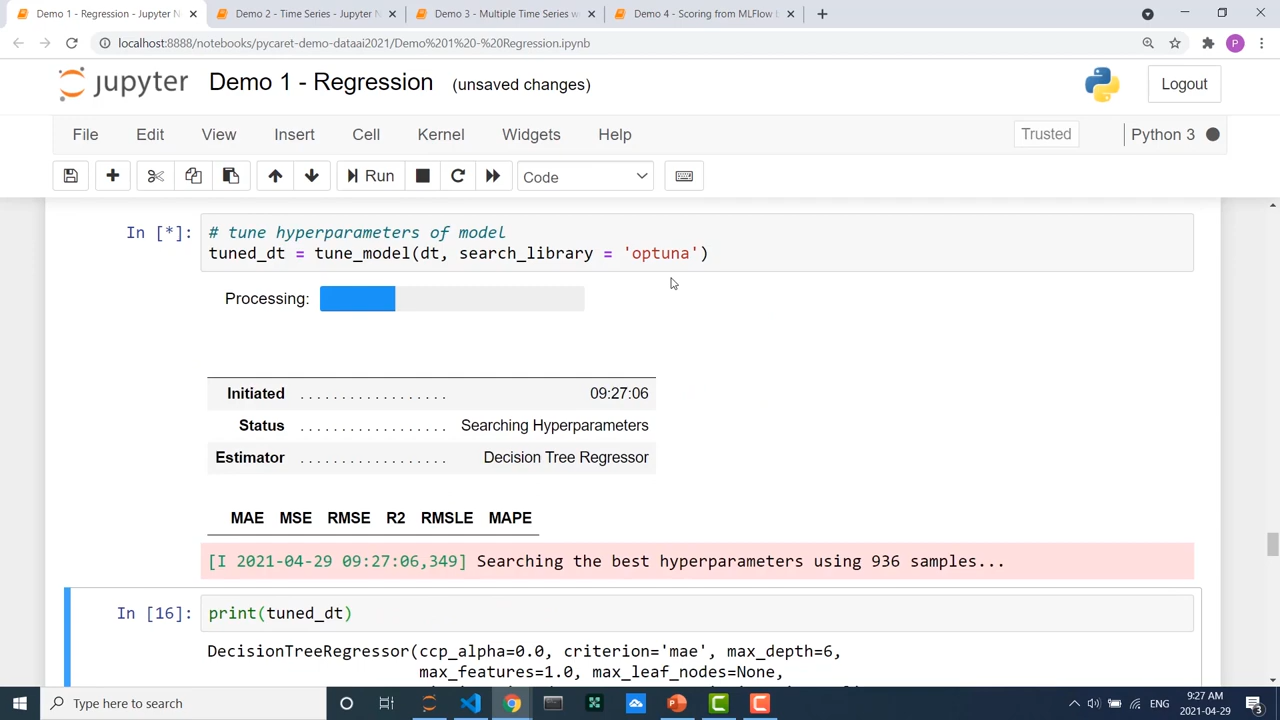 Demo 1 - Regression - Jupyter N
Demo 2 - Time Series - Jupyter N
Demo 3 - Multiple Time Series w
Demo 4 - Scoring from MLFlow L
localhost:8888/notebooks/pycaret-demo-dataai2021/Demo%201%20-%20Regression.ipynb
P
jupyter Demo 1 - Regression (unsaved changes)
Logout
File Edit View Insert Cell Kernel Widgets Help
Trusted
Python 3
Run
Code
In [*]:
# tune hyperparameters of model
tuned_dt = tune_model(dt, search_library = 'optuna')
Processing:
Initiated . . . . . . . . . . . . . . . . . . 09:27:06
Status . . . . . . . . . . . . . . . . . . Searching Hyperparameters
Estimator . . . . . . . . . . . . . . . . . . Decision Tree Regressor
MAE MSE RMSE R2 RMSLE MAPE
[I 2021-04-29 09:27:06,349] Searching the best hyperparameters using 936 samples...
In [16]: print(tuned_dt)
DecisionTreeRegressor(ccp_alpha=0.0, criterion='mae', max_depth=6,
max_features=1.0, max_leaf_nodes=None,
Type here to search
ENG
9:27 AM
2021-04-29
3